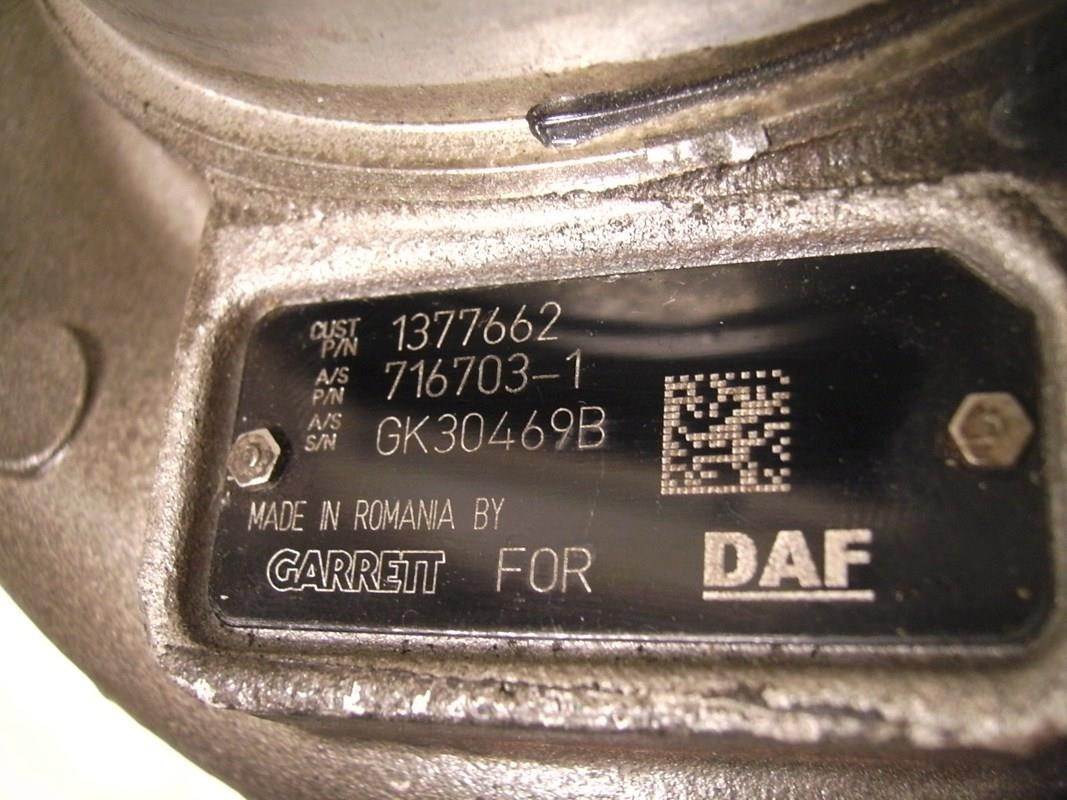 CUST P/N 1377662
A/S P/N 716703-1
A/S S/N GK30469B
MADE IN ROMANIA BY
GARRETT FOR DAF